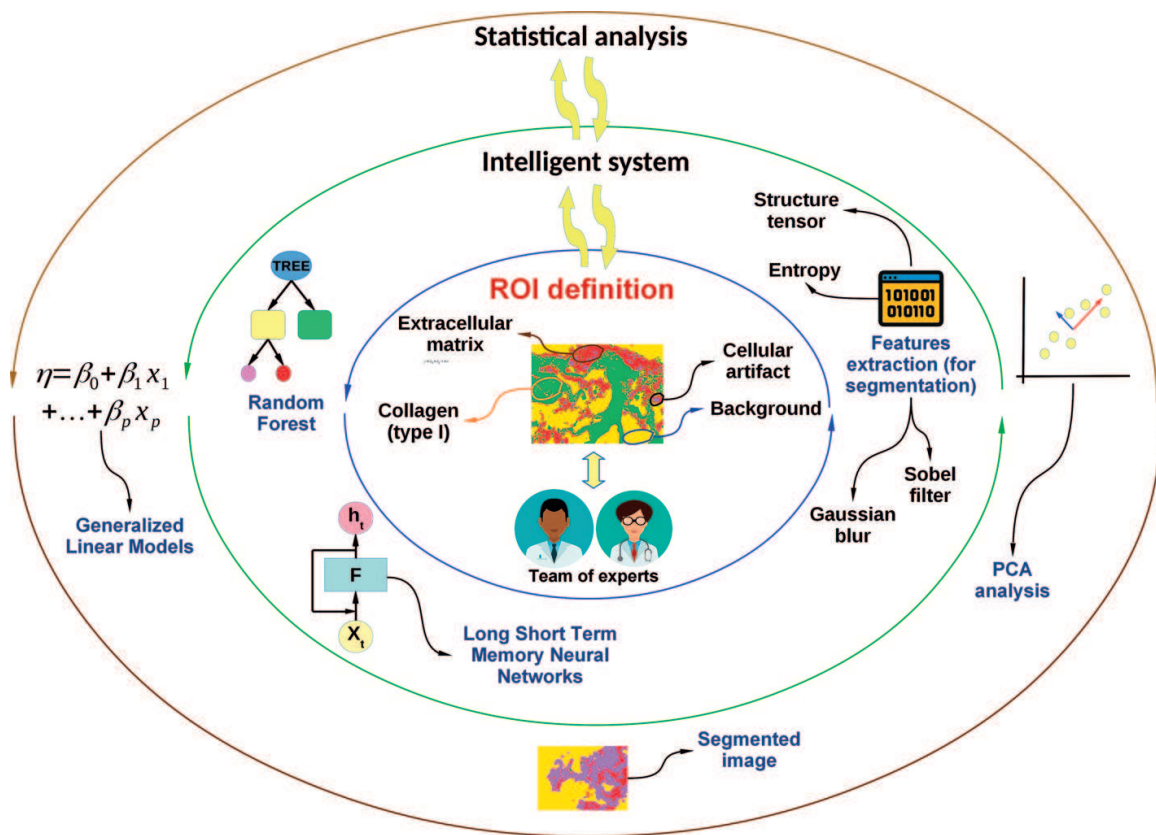 Statistical analysis
Intelligent system
ROI definition
Structure
tensor
Entropy
101001
010110
Features
extraction (for
segmentation)
Sobel
filter
Gaussian
blur
TREE
Random
Forest
Extracellular
matrix
Cellular
artifact
Collagen
(type I)
Background
Team of experts
η=β₀+β₁x₁
+...+βₚxₚ
Generalized
Linear Models
hₜ
F
Xₜ
Long Short Term
Memory Neural
Networks
PCA
analysis
Segmented
image